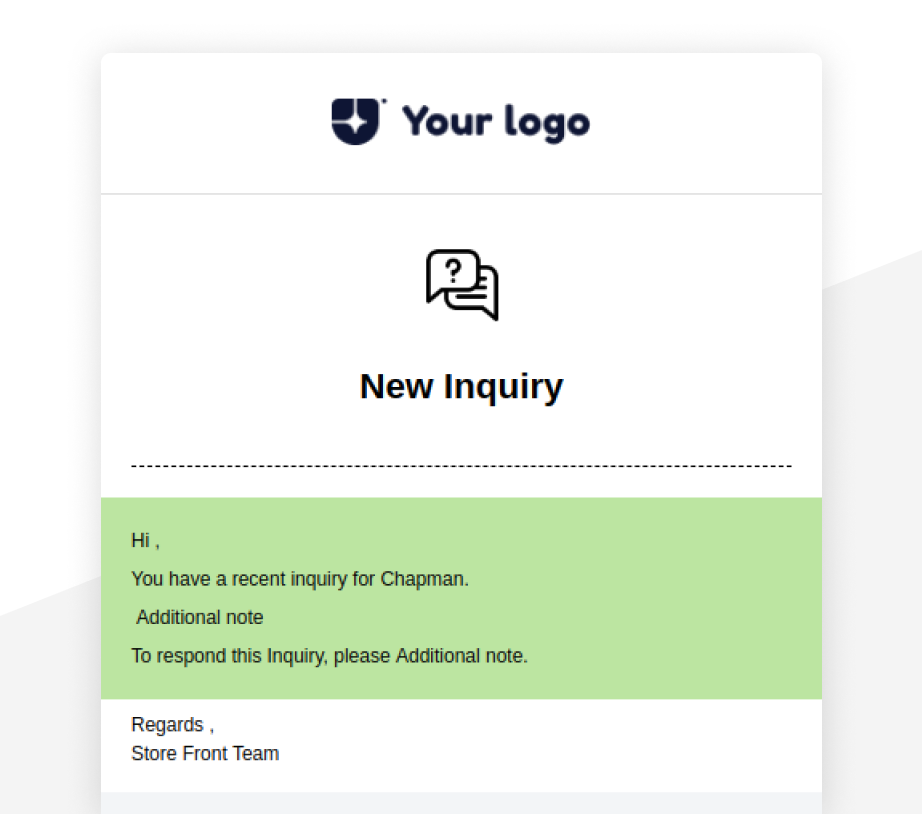 Your logo
?
New Inquiry
Hi ,
You have a recent inquiry for Chapman.
Additional note
To respond this Inquiry, please Additional note.
Regards ,
Store Front Team